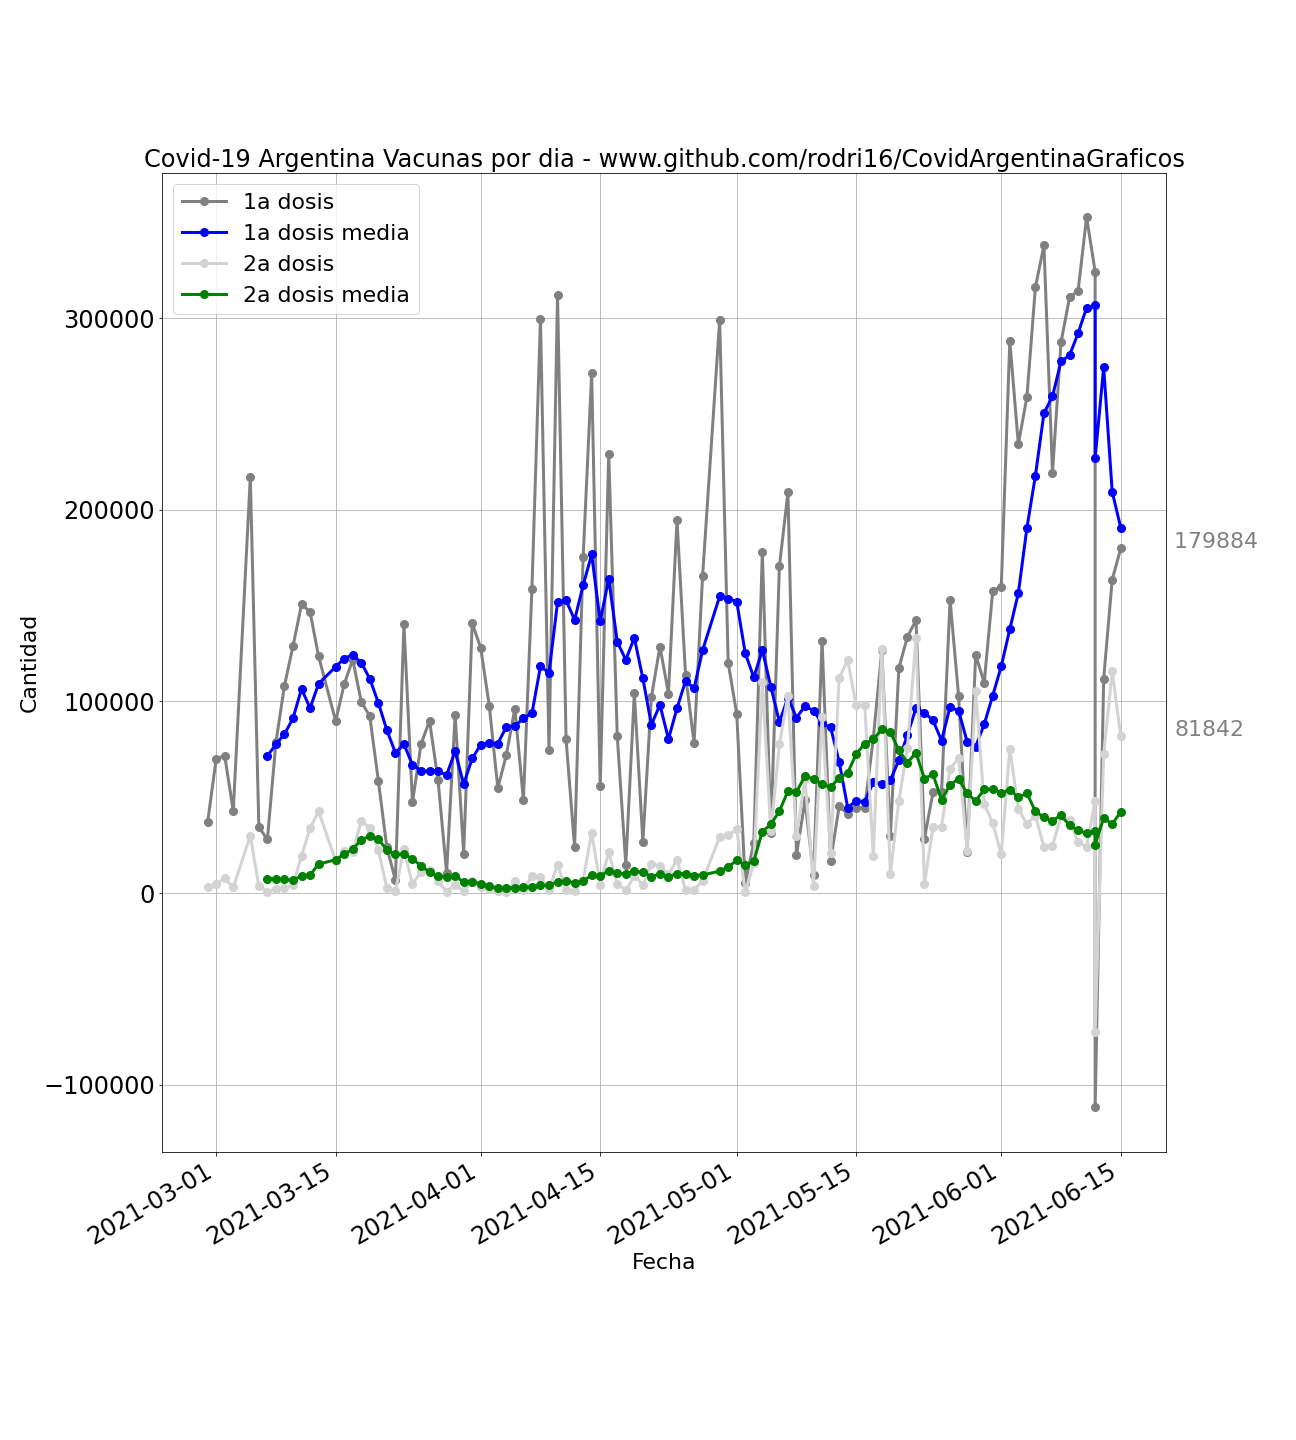 Covid-19 Argentina Vacunas por dia - www.github.com/rodri16/CovidArgentinaGraficos
1a dosis
1a dosis media
2a dosis
2a dosis media
300000
200000
100000
0
−100000
Cantidad
179884
81842
2021-03-01
2021-03-15
2021-04-01
2021-04-15
2021-05-01
2021-05-15
2021-06-01
2021-06-15
Fecha